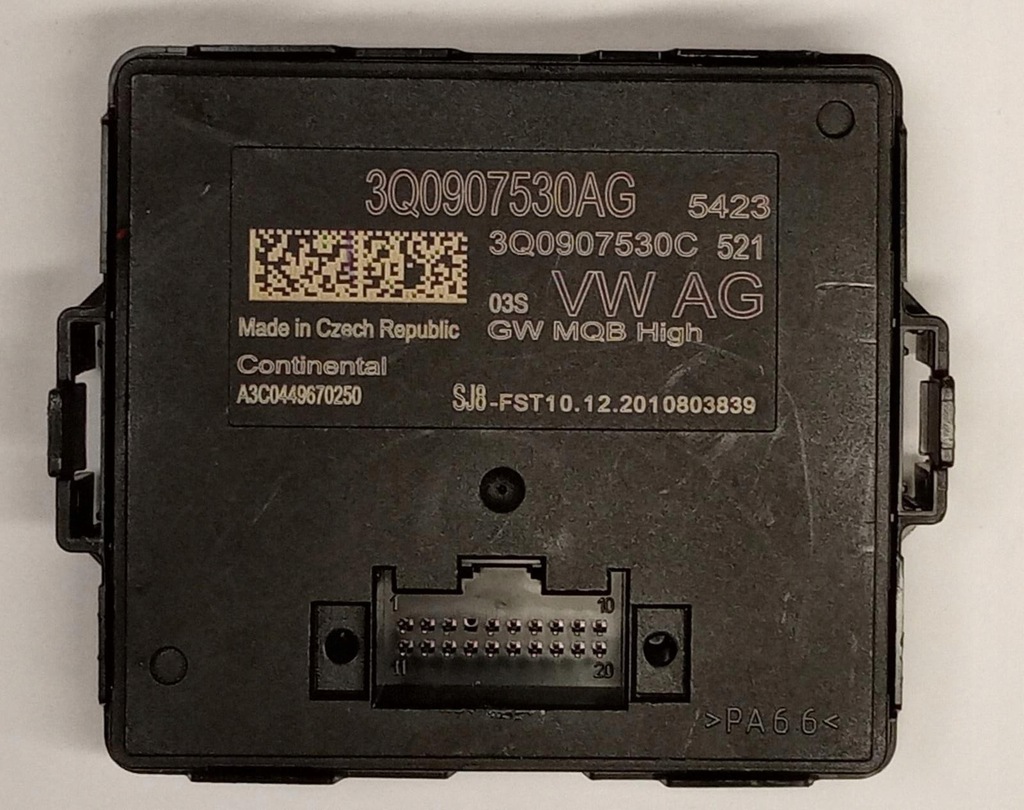 3Q0907530AG 5423
3Q0907530C 521
03S VW AG
Made in Czech Republic GW MQB High
Continental
A3C0449670250 SJ8-FST10.12.2010803839
1 10
11 20
>PA66<